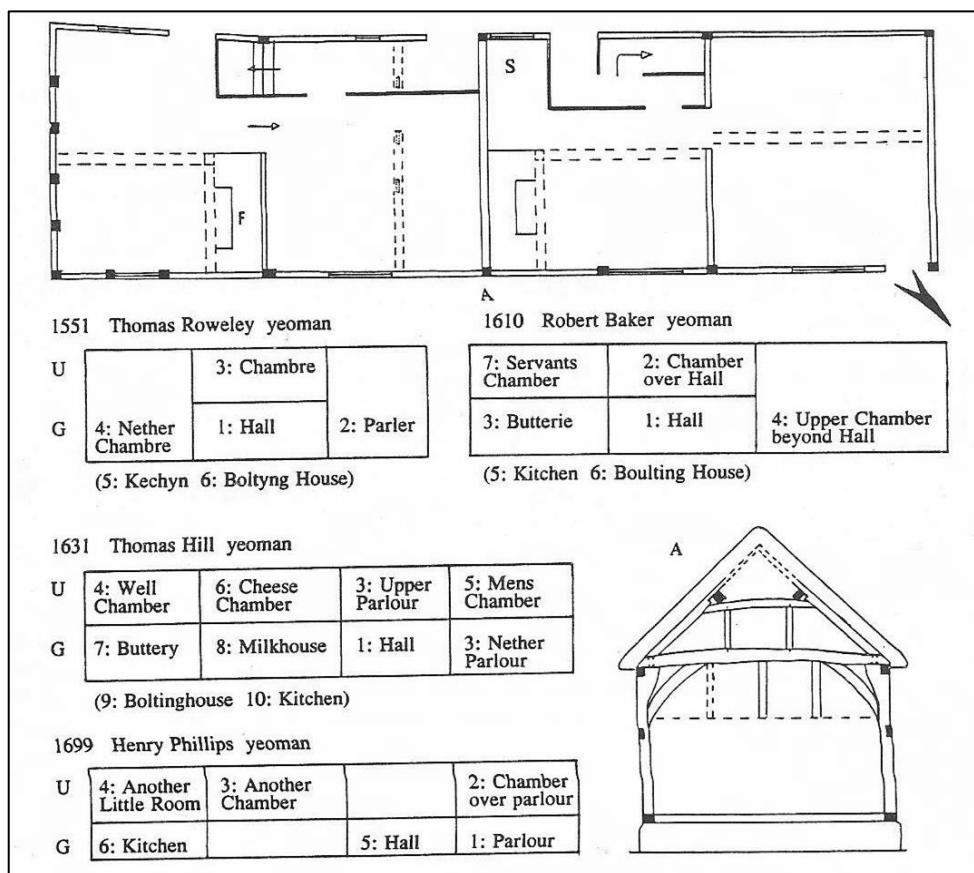 S
F
A
1551 Thomas Roweley yeoman
U
3: Chambre
G
4: Nether
Chambre
1: Hall
2: Parler
(5: Kechyn 6: Boltyng House)
1610 Robert Baker yeoman
7: Servants
Chamber
2: Chamber
over Hall
3: Butterie
1: Hall
4: Upper Chamber
beyond Hall
(5: Kitchen 6: Boulting House)
1631 Thomas Hill yeoman
U
4: Well
Chamber
6: Cheese
Chamber
3: Upper
Parlour
5: Mens
Chamber
G
7: Buttery
8: Milkhouse
1: Hall
3: Nether
Parlour
(9: Boltinghouse 10: Kitchen)
A
1699 Henry Phillips yeoman
U
4: Another
Little Room
3: Another
Chamber
2: Chamber
over parlour
G
6: Kitchen
5: Hall
1: Parlour